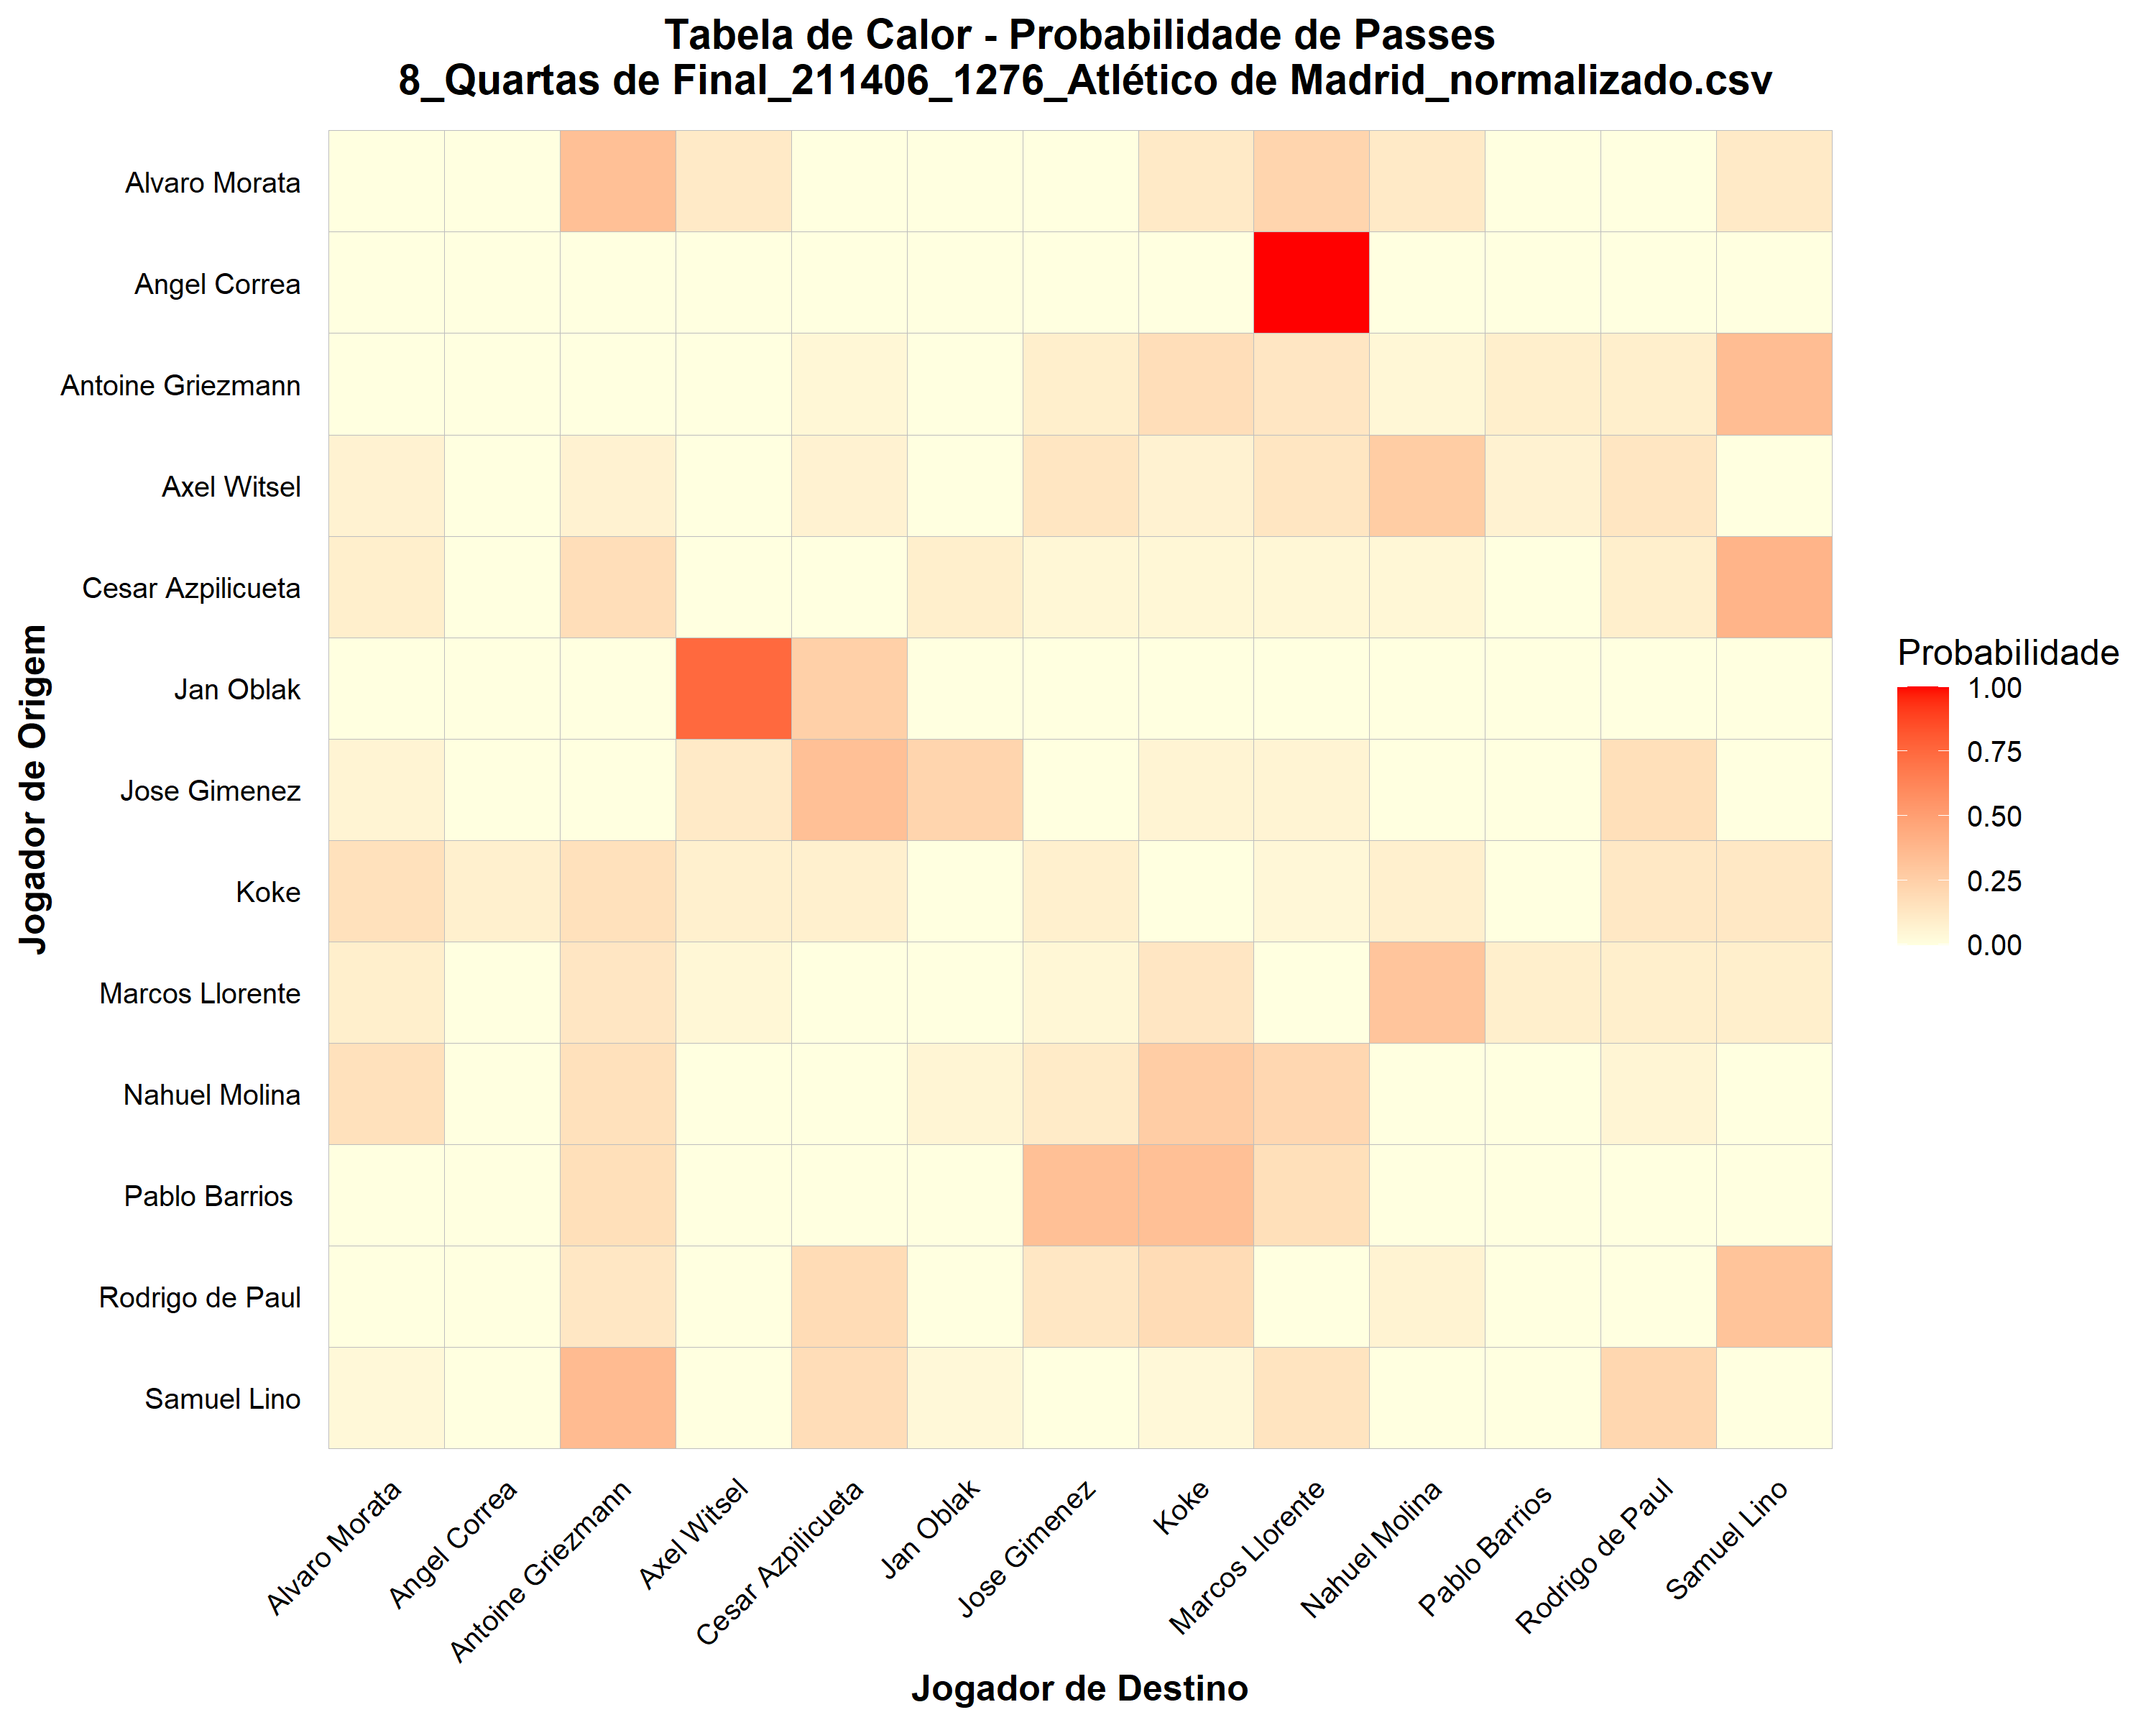 Tabela de Calor - Probabilidade de Passes
8_Quartas de Final_211406_1276_Atlético de Madrid_normalizado.csv
Jogador de Origem
Alvaro Morata
Angel Correa
Antoine Griezmann
Axel Witsel
Cesar Azpilicueta
Jan Oblak
Jose Gimenez
Koke
Marcos Llorente
Nahuel Molina
Pablo Barrios
Rodrigo de Paul
Samuel Lino
Alvaro Morata
Angel Correa
Antoine Griezmann
Axel Witsel
Cesar Azpilicueta
Jan Oblak
Jose Gimenez
Koke
Marcos Llorente
Nahuel Molina
Pablo Barrios
Rodrigo de Paul
Samuel Lino
Jogador de Destino
Probabilidade
1.00
0.75
0.50
0.25
0.00